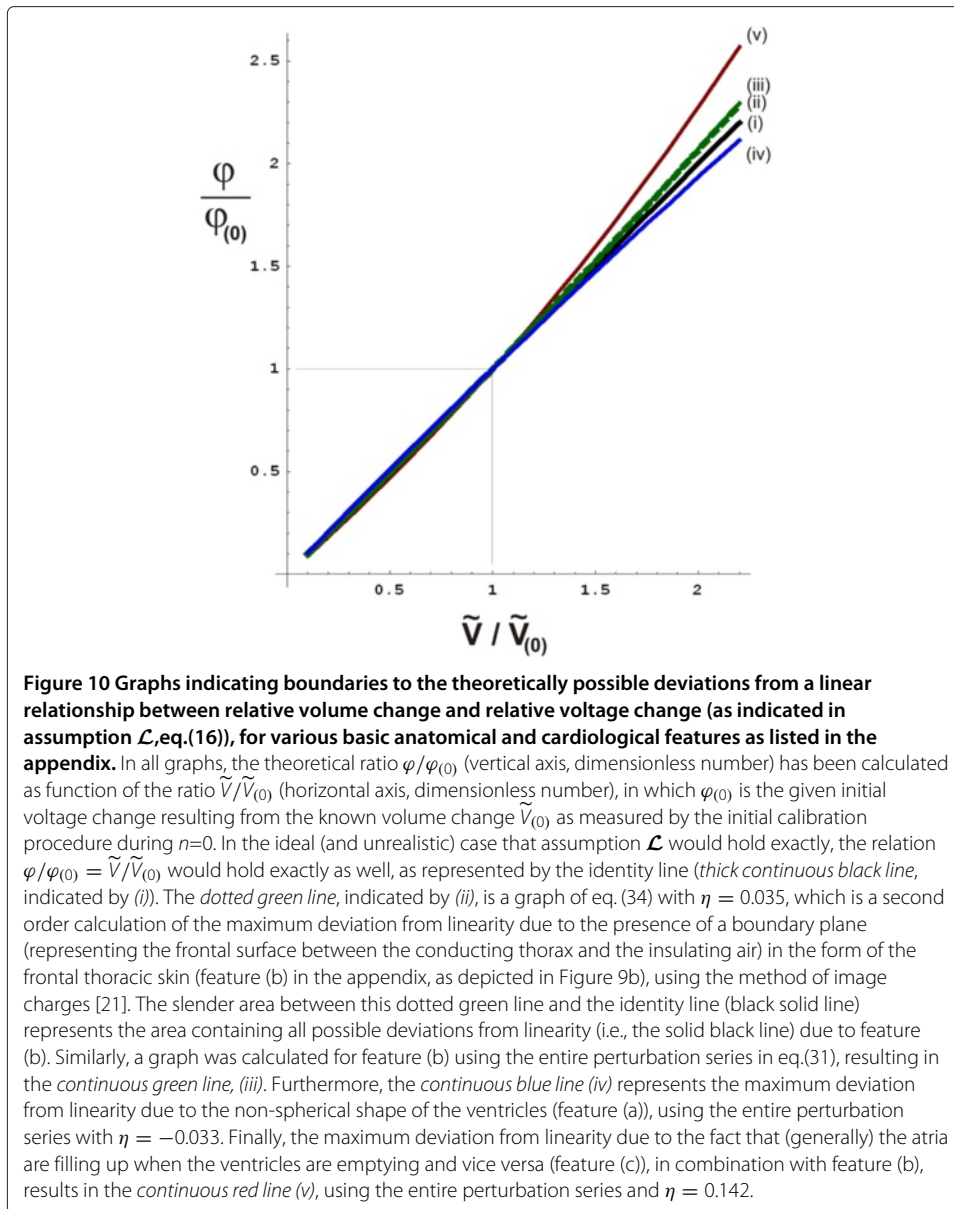 (v)
2.5
(iii)
(ii)
(i)
2
(iv)
φ
φ(0)
1.5
1
0.5
0.5 1 1.5 2
Ṽ / Ṽ(0)
Figure 10 Graphs indicating boundaries to the theoretically possible deviations from a linear
relationship between relative volume change and relative voltage change (as indicated in
assumption ℒ,eq.(16)), for various basic anatomical and cardiological features as listed in the
appendix. In all graphs, the theoretical ratio φ/φ(0) (vertical axis, dimensionless number) has been calculated
as function of the ratio Ṽ/Ṽ(0) (horizontal axis, dimensionless number), in which φ(0) is the given initial
voltage change resulting from the known volume change Ṽ(0) as measured by the initial calibration
procedure during n=0. In the ideal (and unrealistic) case that assumption ℒ would hold exactly, the relation
φ/φ(0) = Ṽ/Ṽ(0) would hold exactly as well, as represented by the identity line (thick continuous black line,
indicated by (i)). The dotted green line, indicated by (ii), is a graph of eq. (34) with η = 0.035, which is a second
order calculation of the maximum deviation from linearity due to the presence of a boundary plane
(representing the frontal surface between the conducting thorax and the insulating air) in the form of the
frontal thoracic skin (feature (b) in the appendix, as depicted in Figure 9b), using the method of image
charges [21]. The slender area between this dotted green line and the identity line (black solid line)
represents the area containing all possible deviations from linearity (i.e., the solid black line) due to feature
(b). Similarly, a graph was calculated for feature (b) using the entire perturbation series in eq.(31), resulting in
the continuous green line, (iii). Furthermore, the continuous blue line (iv) represents the maximum deviation
from linearity due to the non-spherical shape of the ventricles (feature (a)), using the entire perturbation
series with η = −0.033. Finally, the maximum deviation from linearity due to the fact that (generally) the atria
are filling up when the ventricles are emptying and vice versa (feature (c)), in combination with feature (b),
results in the continuous red line (v), using the entire perturbation series and η = 0.142.